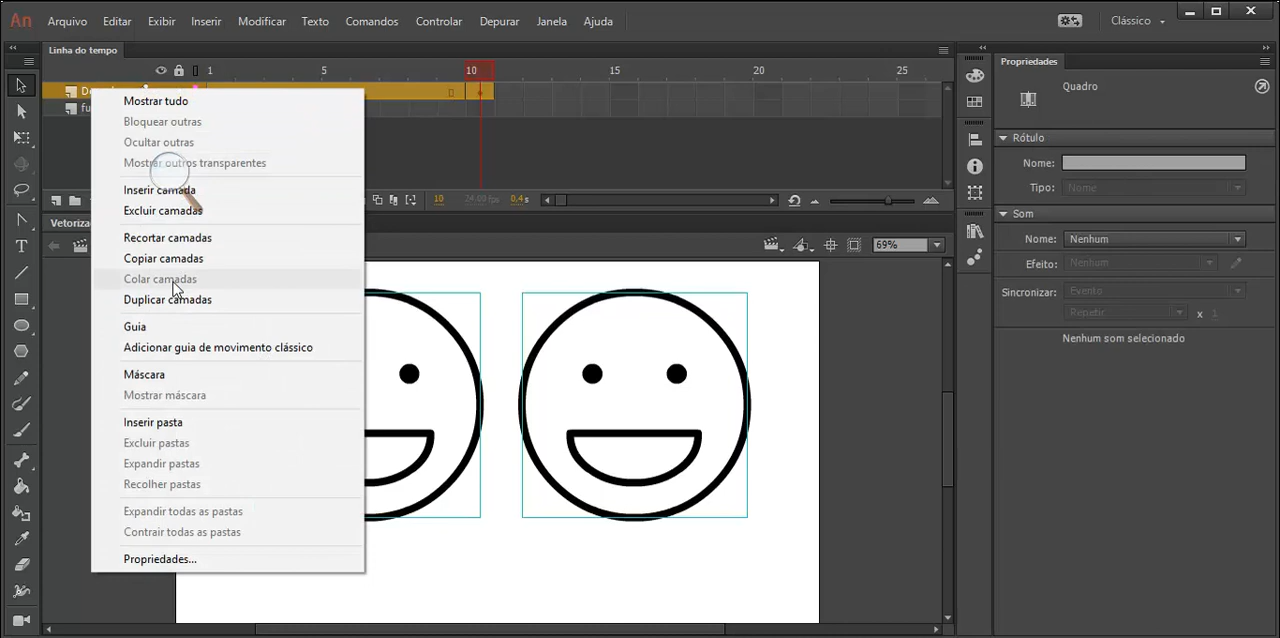 An Arquivo Editar Exibir Inserir Modificar Texto Comandos Controlar Depurar Janela Ajuda Clássico
Linha do tempo
1 5 10 15 20 25
Mostrar tudo
Bloquear outras
Ocultar outras
Mostrar outros transparentes
Inserir camada
Excluir camadas
Recortar camadas
Copiar camadas
Colar camadas
Duplicar camadas
Guia
Adicionar guia de movimento clássico
Máscara
Mostrar máscara
Inserir pasta
Excluir pastas
Expandir pastas
Recolher pastas
Expandir todas as pastas
Contrair todas as pastas
Propriedades...
10 24.00 fps 0,4 s
69%
Propriedades
Quadro
Rótulo
Nome:
Tipo: Nome
Som
Nome: Nenhum
Efeito: Nenhum
Sincronizar: Evento
Repetir x 1
Nenhum som selecionado